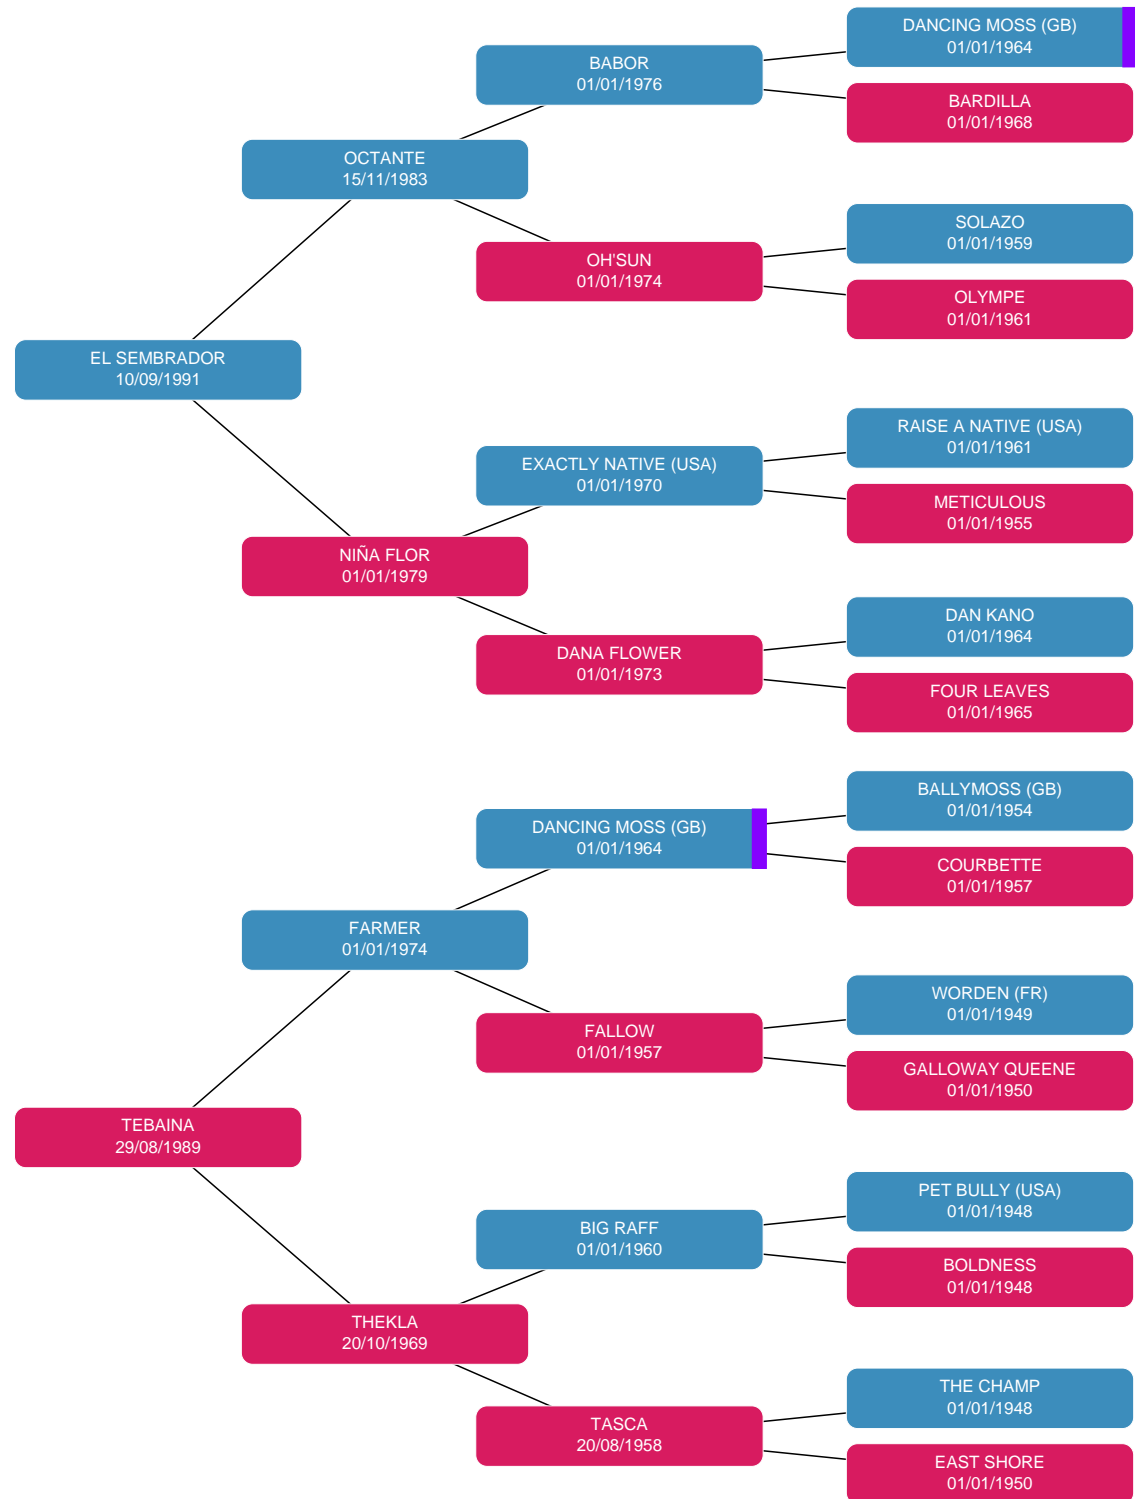 DANCING MOSS (GB)
01/01/1964
BABOR
01/01/1976
BARDILLA
01/01/1968
OCTANTE
15/11/1983
SOLAZO
01/01/1959
OH'SUN
01/01/1974
OLYMPE
01/01/1961
EL SEMBRADOR
10/09/1991
RAISE A NATIVE (USA)
01/01/1961
EXACTLY NATIVE (USA)
01/01/1970
METICULOUS
01/01/1955
NIÑA FLOR
01/01/1979
DAN KANO
01/01/1964
DANA FLOWER
01/01/1973
FOUR LEAVES
01/01/1965
BALLYMOSS (GB)
01/01/1954
DANCING MOSS (GB)
01/01/1964
COURBETTE
01/01/1957
FARMER
01/01/1974
WORDEN (FR)
01/01/1949
FALLOW
01/01/1957
GALLOWAY QUEENE
01/01/1950
TEBAINA
29/08/1989
PET BULLY (USA)
01/01/1948
BIG RAFF
01/01/1960
BOLDNESS
01/01/1948
THEKLA
20/10/1969
THE CHAMP
01/01/1948
TASCA
20/08/1958
EAST SHORE
01/01/1950